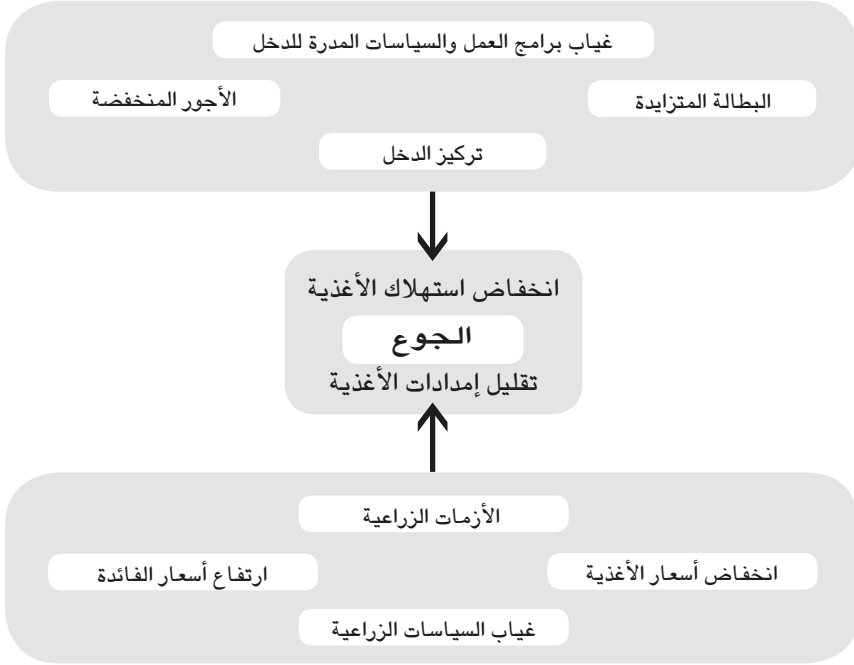 غياب برامج العمل والسياسات المدرة للدخل
البطالة المتزايدة
الأجور المنخفضة
تركيز الدخل
انخفاض استهلاك الأغذية
الجوع
تقليل إمدادات الأغذية
الأزمات الزراعية
انخفاض أسعار الأغذية
ارتفاع أسعار الفائدة
غياب السياسات الزراعية